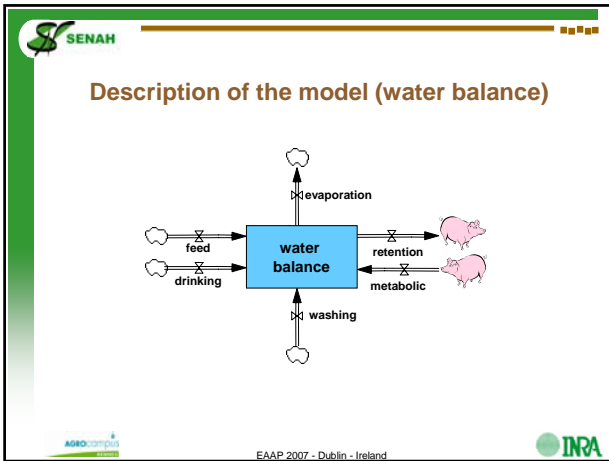 SENAH
Description of the model (water balance)
evaporation
feed
water
balance
retention
drinking
metabolic
washing
AGROCAMPUS
EAAP 2007 - Dublin - Ireland
INRA